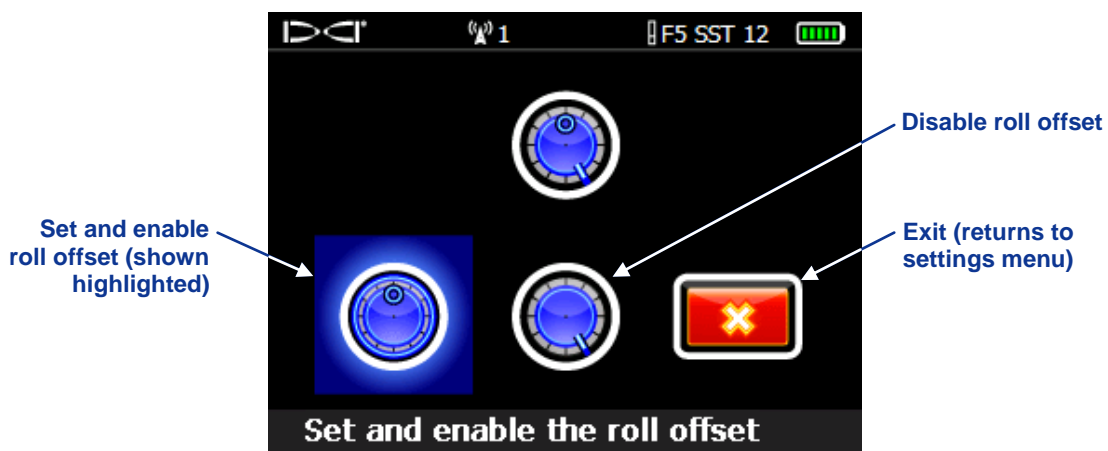 DCI
1
F5 SST 12
Disable roll offset
Set and enable
roll offset (shown
highlighted)
Exit (returns to
settings menu)
Set and enable the roll offset